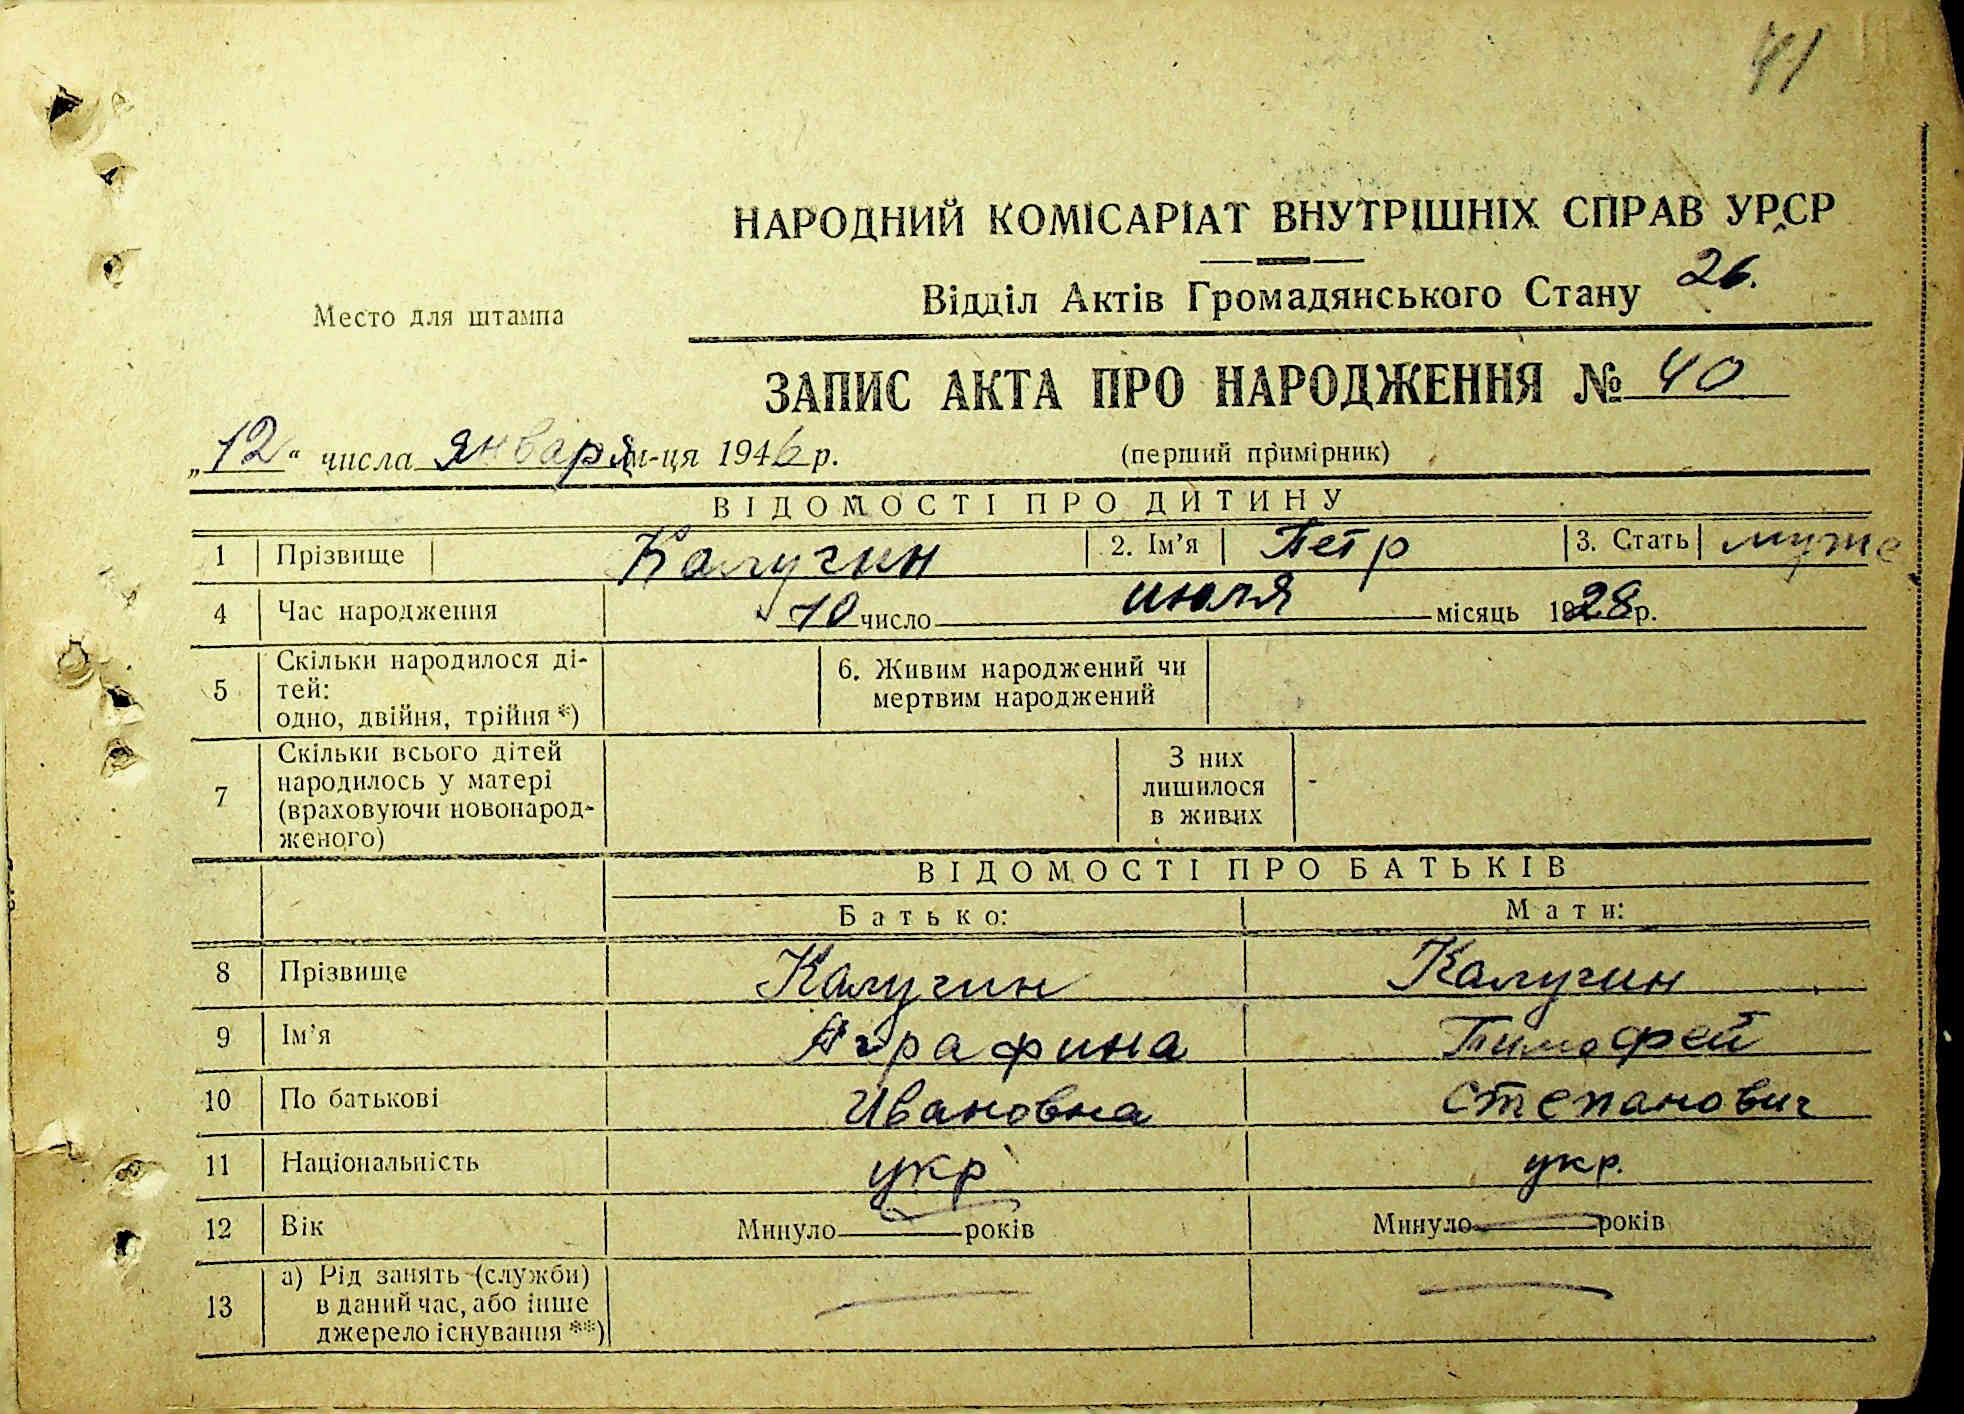 41
НАРОДНИЙ КОМІСАРІАТ ВНУТРІШНІХ СПРАВ УРСР
Відділ Актів Громадянського Стану 26.
Место для штампа
ЗАПИС АКТА ПРО НАРОДЖЕННЯ № 40
„12“ числа января м-ця 1946 р.
(перший примірник)
ВІДОМОСТІ ПРО ДИТИНУ
1 Прізвище Калугин 2. Ім’я Петр 3. Стать муже
4 Час народження 10 число июля місяць 1928 р.
5 Скільки народилося ді-
тей:
одно, двійня, трійня *)
6. Живим народжений чи
мертвим народжений
7 Скільки всього дітей
народилось у матері
(враховуючи новонарод-
женого)
З них
лишилося
в живих
-
ВІДОМОСТІ ПРО БАТЬКІВ
Батько: Мати:
8 Прізвище Калугин Калугин
9 Ім’я Аграфина Тимофей
10 По батькові Ивановна Степанович
11 Національність укр укр.
12 Вік Минуло — років Минуло — років
13 а) Рід занять (служби)
в даний час, або інше
джерело існування **)